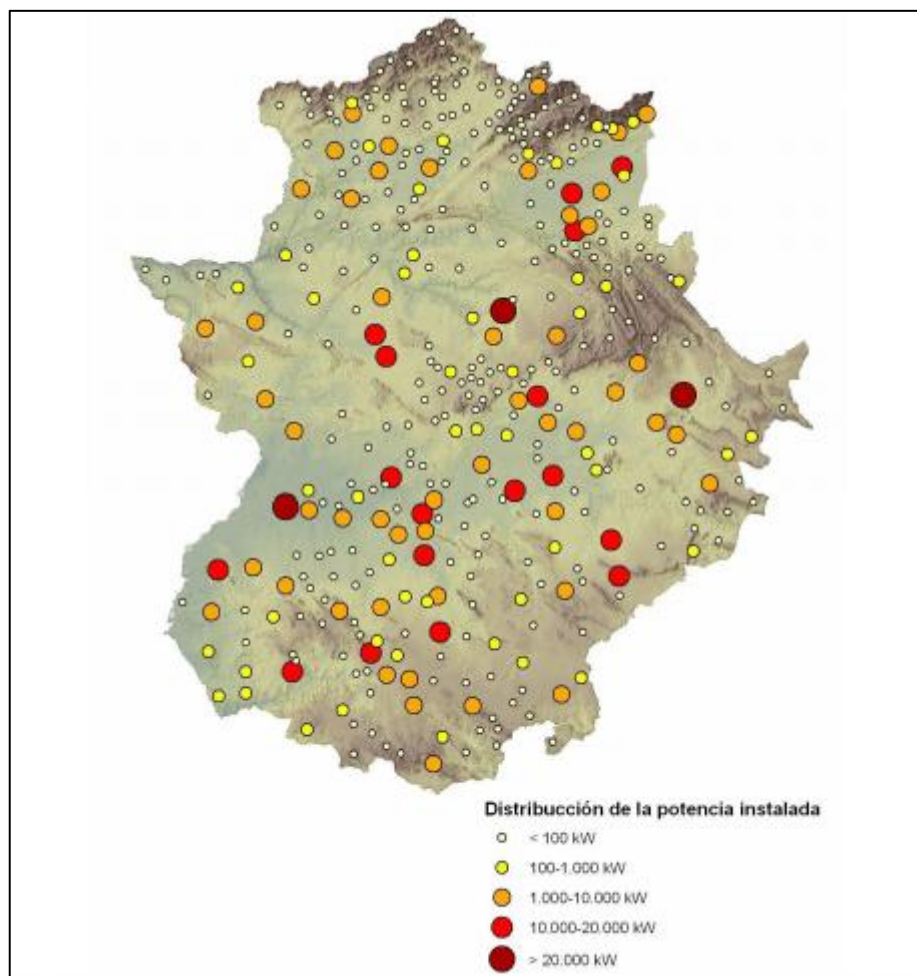 Distribucción de la potencia instalada
< 100 kW
100-1.000 kW
1.000-10.000 kW
10.000-20.000 kW
> 20.000 kW